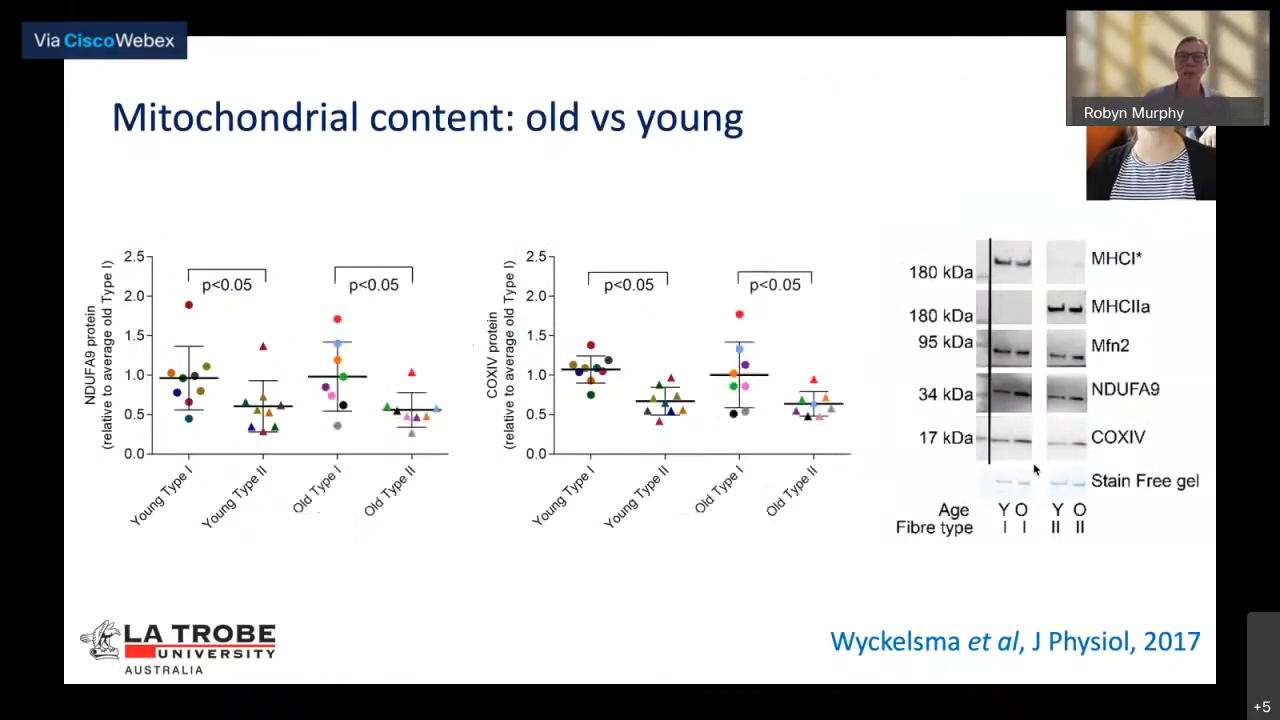 Via Cisco Webex
Robyn Murphy
Mitochondrial content: old vs young
NDUFA9 protein
(relative to average old Type I)
2.5
2.0
1.5
1.0
0.5
0.0
p<0.05
p<0.05
Young Type I
Young Type II
Old Type I
Old Type II
COXIV protein
(relative to average old Type I)
2.5
2.0
1.5
1.0
0.5
0.0
p<0.05
p<0.05
Young Type I
Young Type II
Old Type I
Old Type II
180 kDa MHCI*
180 kDa MHCIIa
95 kDa Mfn2
34 kDa NDUFA9
17 kDa COXIV
Stain Free gel
Age Y O Y O
Fibre type I I II II
LA TROBE
UNIVERSITY
AUSTRALIA
Wyckelsma et al, J Physiol, 2017
+5